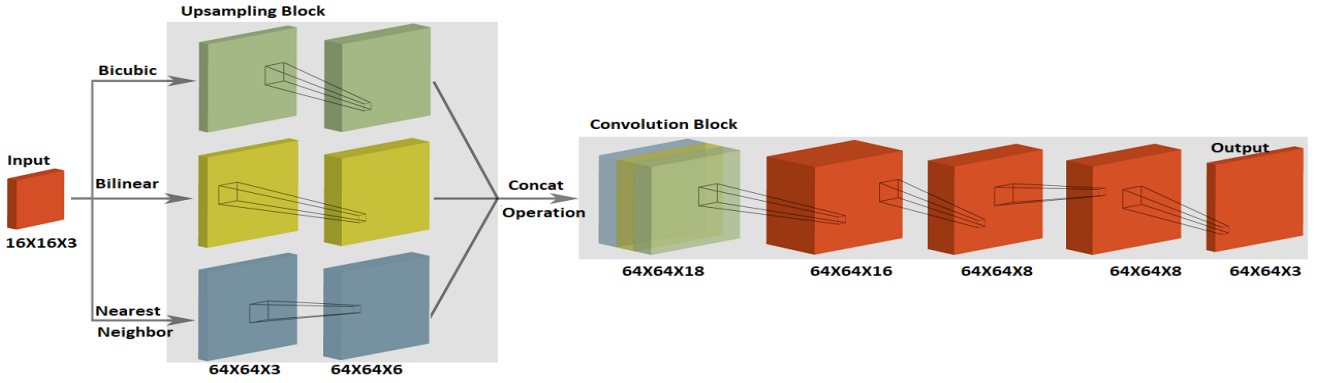 Upsampling Block
Bicubic
Input
Bilinear
16X16X3
Nearest
Neighbor
64X64X3
64X64X6
Concat
Operation
Convolution Block
Output
64X64X18
64X64X16
64X64X8
64X64X8
64X64X3